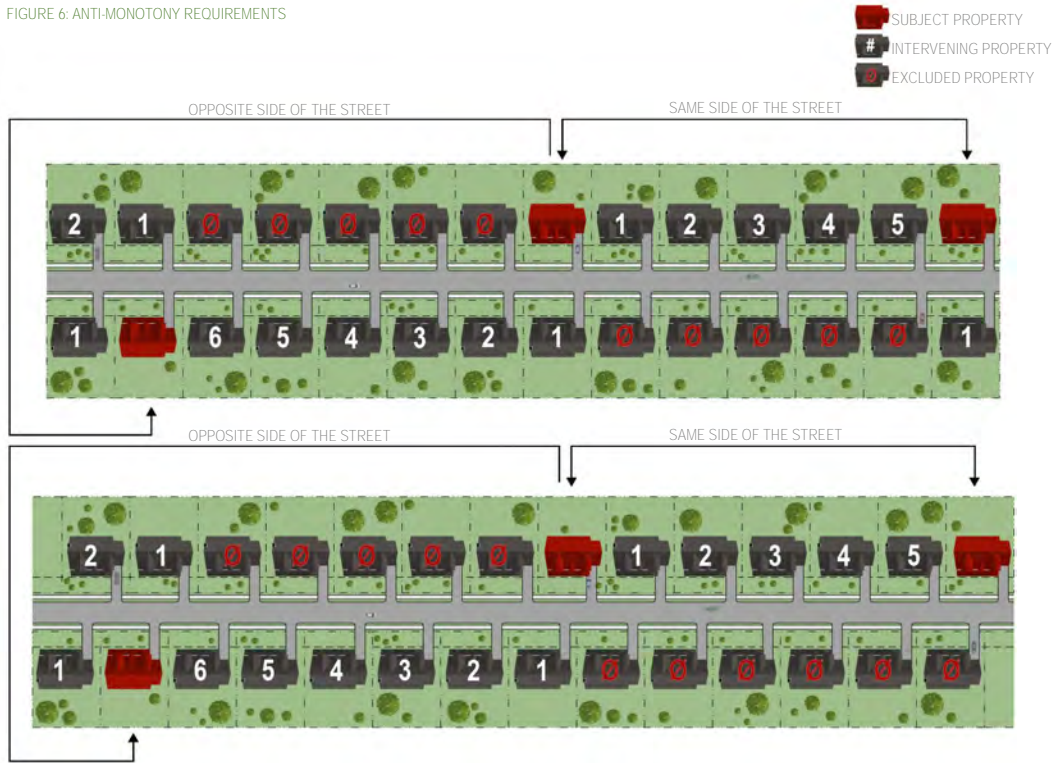 FIGURE 6: ANTI-MONOTONY REQUIREMENTS
SUBJECT PROPERTY
# INTERVENING PROPERTY
Ø EXCLUDED PROPERTY
OPPOSITE SIDE OF THE STREET SAME SIDE OF THE STREET
2 1 Ø Ø Ø Ø Ø 1 2 3 4 5
1 6 5 4 3 2 1 Ø Ø Ø Ø Ø 1
OPPOSITE SIDE OF THE STREET SAME SIDE OF THE STREET
2 1 Ø Ø Ø Ø Ø 1 2 3 4 5
1 6 5 4 3 2 1 Ø Ø Ø Ø Ø Ø